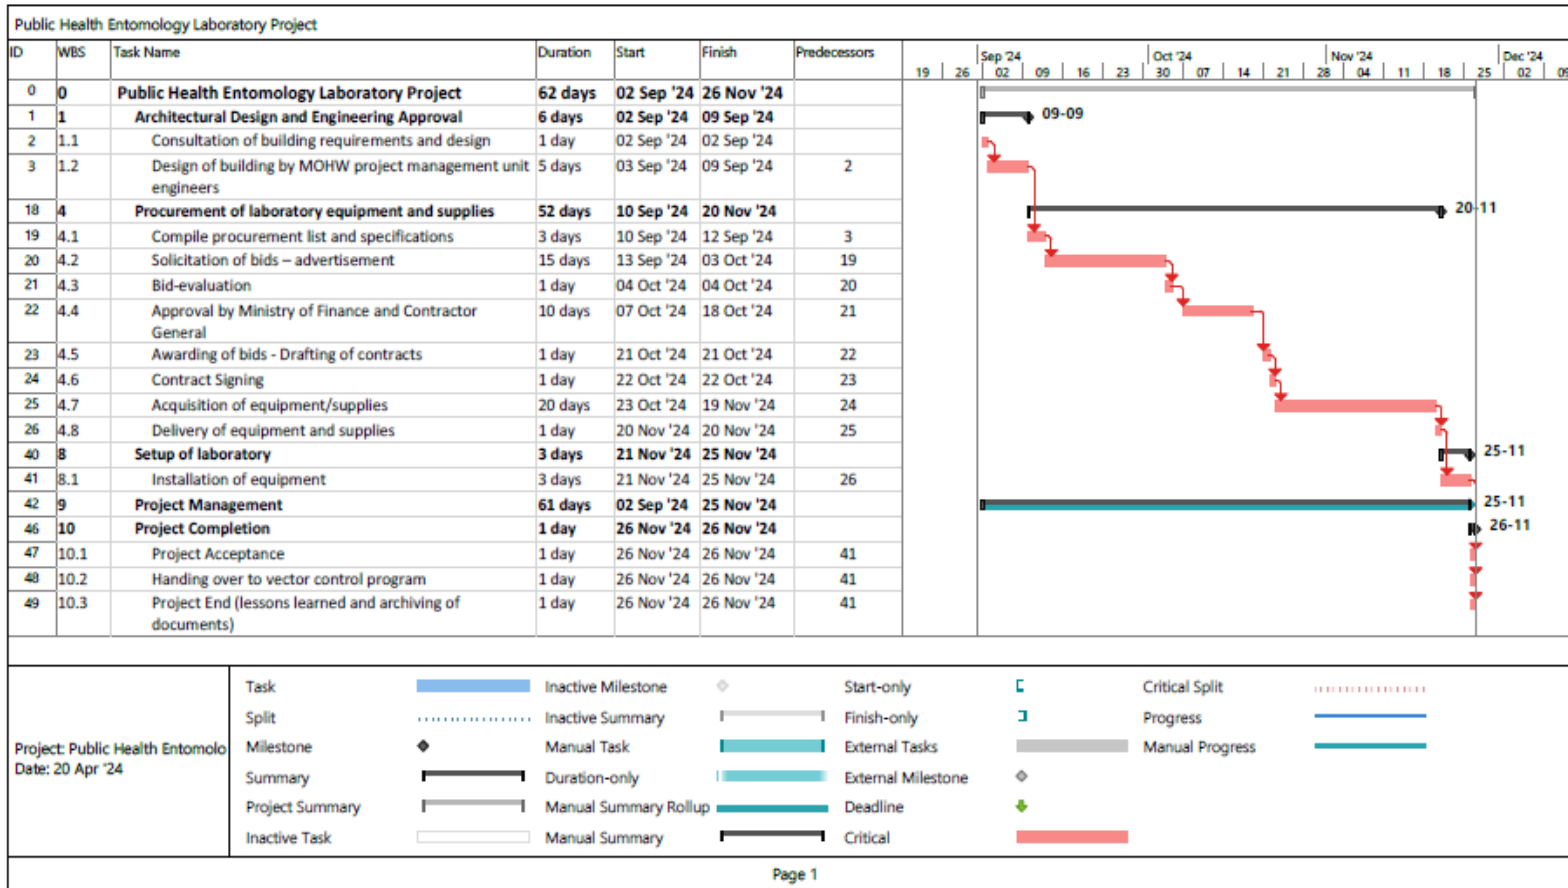 Public Health Entomology Laboratory Project
ID WBS Task Name Duration Start Finish Predecessors
Sep '24 Oct '24 Nov '24 Dec '24
19 26 02 09 16 23 30 07 14 21 28 04 11 18 25 02 09
0 0 Public Health Entomology Laboratory Project 62 days 02 Sep '24 26 Nov '24
1 1 Architectural Design and Engineering Approval 6 days 02 Sep '24 09 Sep '24 09-09
2 1.1 Consultation of building requirements and design 1 day 02 Sep '24 02 Sep '24
3 1.2 Design of building by MOHW project management unit 5 days 03 Sep '24 09 Sep '24 2
engineers
18 4 Procurement of laboratory equipment and supplies 52 days 10 Sep '24 20 Nov '24 20-11
19 4.1 Compile procurement list and specifications 3 days 10 Sep '24 12 Sep '24 3
20 4.2 Solicitation of bids – advertisement 15 days 13 Sep '24 03 Oct '24 19
21 4.3 Bid-evaluation 1 day 04 Oct '24 04 Oct '24 20
22 4.4 Approval by Ministry of Finance and Contractor 10 days 07 Oct '24 18 Oct '24 21
General
23 4.5 Awarding of bids - Drafting of contracts 1 day 21 Oct '24 21 Oct '24 22
24 4.6 Contract Signing 1 day 22 Oct '24 22 Oct '24 23
25 4.7 Acquisition of equipment/supplies 20 days 23 Oct '24 19 Nov '24 24
26 4.8 Delivery of equipment and supplies 1 day 20 Nov '24 20 Nov '24 25
40 8 Setup of laboratory 3 days 21 Nov '24 25 Nov '24 25-11
41 8.1 Installation of equipment 3 days 21 Nov '24 25 Nov '24 26
42 9 Project Management 61 days 02 Sep '24 25 Nov '24 25-11
46 10 Project Completion 1 day 26 Nov '24 26 Nov '24 26-11
47 10.1 Project Acceptance 1 day 26 Nov '24 26 Nov '24 41
48 10.2 Handing over to vector control program 1 day 26 Nov '24 26 Nov '24 41
49 10.3 Project End (lessons learned and archiving of 1 day 26 Nov '24 26 Nov '24 41
documents)
Project: Public Health Entomolo
Date: 20 Apr '24
Task Inactive Milestone Start-only Critical Split
Split Inactive Summary Finish-only Progress
Milestone Manual Task External Tasks Manual Progress
Summary Duration-only External Milestone
Project Summary Manual Summary Rollup Deadline
Inactive Task Manual Summary Critical
Page 1